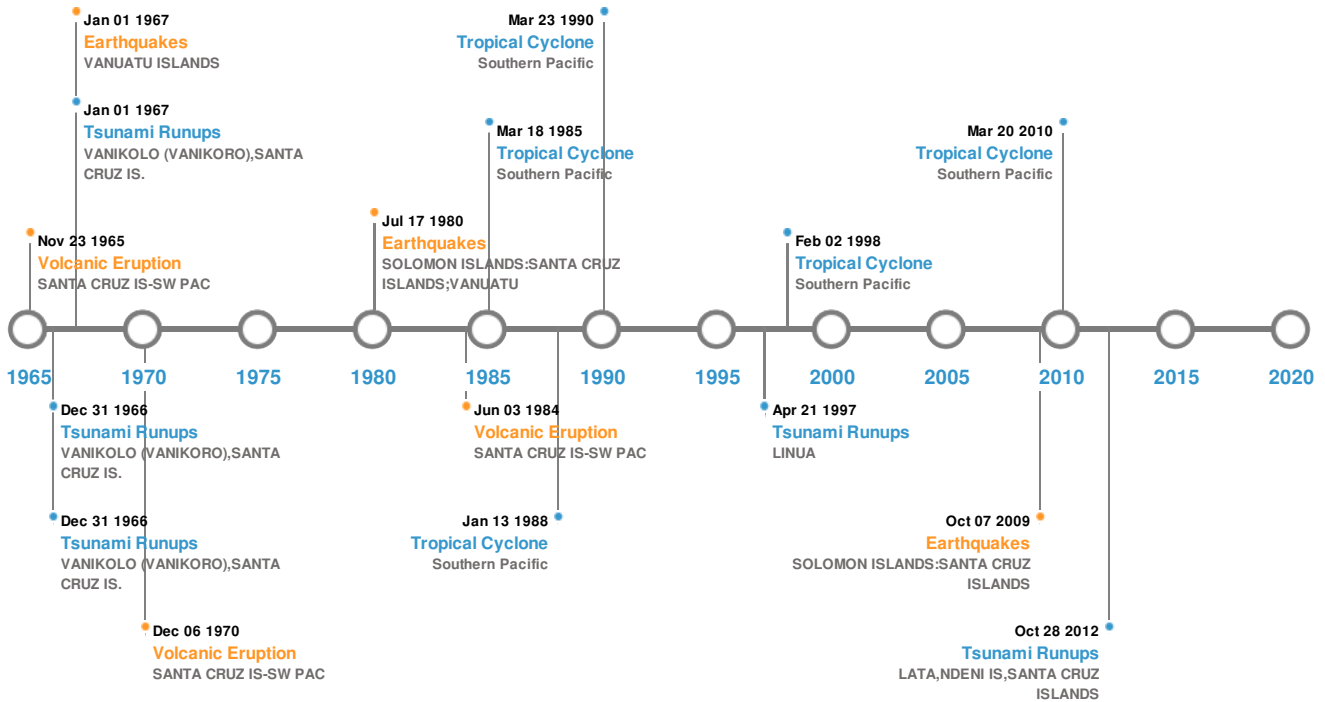 Jan 01 1967
Earthquakes
VANUATU ISLANDS
Jan 01 1967
Tsunami Runups
VANIKOLO (VANIKORO),SANTA
CRUZ IS.
Nov 23 1965
Volcanic Eruption
SANTA CRUZ IS-SW PAC
Mar 23 1990
Tropical Cyclone
Southern Pacific
Mar 18 1985
Tropical Cyclone
Southern Pacific
Jul 17 1980
Earthquakes
SOLOMON ISLANDS:SANTA CRUZ
ISLANDS;VANUATU
Mar 20 2010
Tropical Cyclone
Southern Pacific
Feb 02 1998
Tropical Cyclone
Southern Pacific
1965 1970 1975 1980 1985 1990 1995 2000 2005 2010 2015 2020
Dec 31 1966
Tsunami Runups
VANIKOLO (VANIKORO),SANTA
CRUZ IS.
Dec 31 1966
Tsunami Runups
VANIKOLO (VANIKORO),SANTA
CRUZ IS.
Dec 06 1970
Volcanic Eruption
SANTA CRUZ IS-SW PAC
Jun 03 1984
Volcanic Eruption
SANTA CRUZ IS-SW PAC
Jan 13 1988
Tropical Cyclone
Southern Pacific
Apr 21 1997
Tsunami Runups
LINUA
Oct 07 2009
Earthquakes
SOLOMON ISLANDS:SANTA CRUZ
ISLANDS
Oct 28 2012
Tsunami Runups
LATA,NDENI IS,SANTA CRUZ
ISLANDS